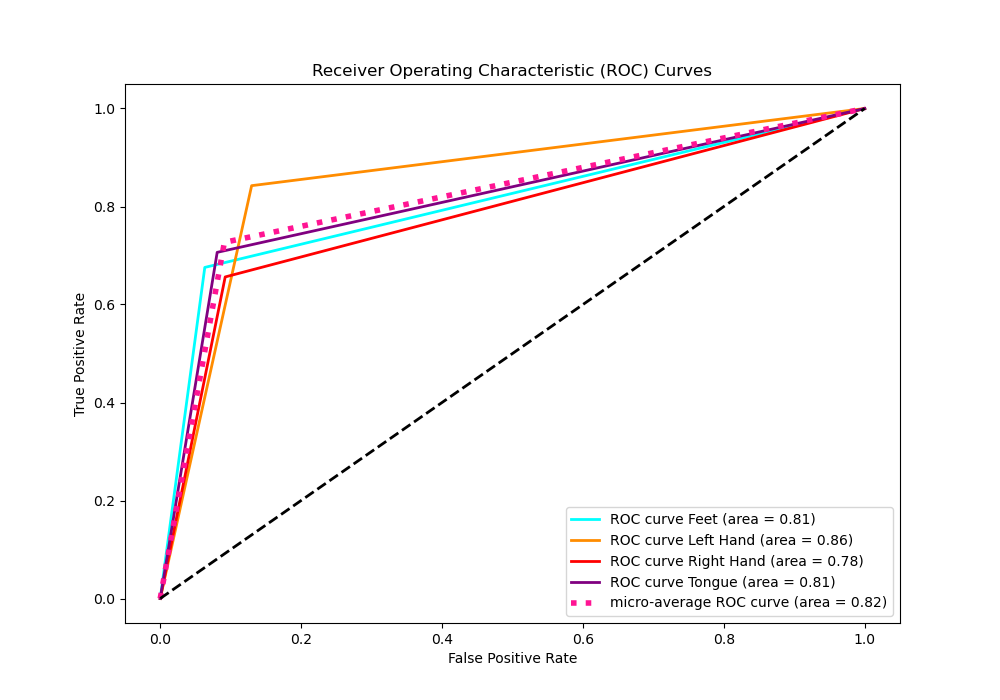 Receiver Operating Characteristic (ROC) Curves
True Positive Rate
1.0
0.8
0.6
0.4
0.2
0.0
0.0 0.2 0.4 0.6 0.8 1.0
False Positive Rate
ROC curve Feet (area = 0.81)
ROC curve Left Hand (area = 0.86)
ROC curve Right Hand (area = 0.78)
ROC curve Tongue (area = 0.81)
micro-average ROC curve (area = 0.82)